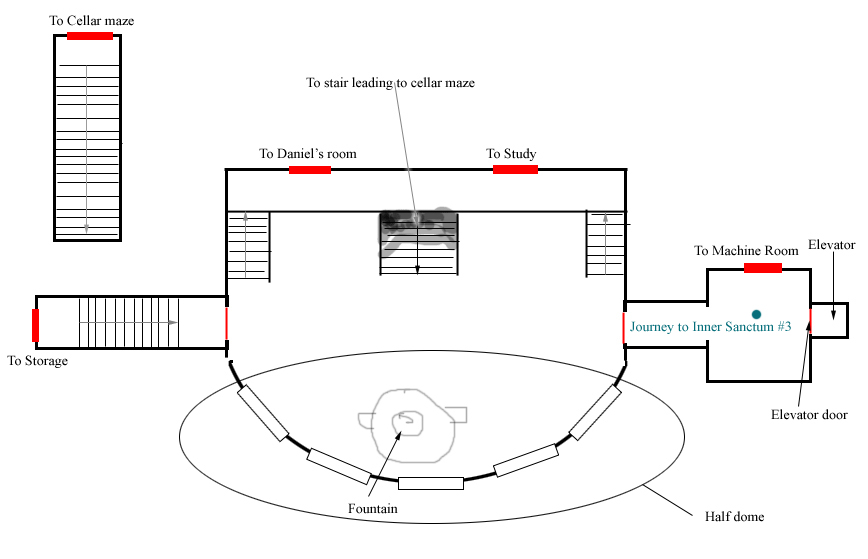 To Cellar maze
To stair leading to cellar maze
To Daniel's room
To Study
To Machine Room
Elevator
Journey to Inner Sanctum #3
To Storage
Elevator door
Fountain
Half dome